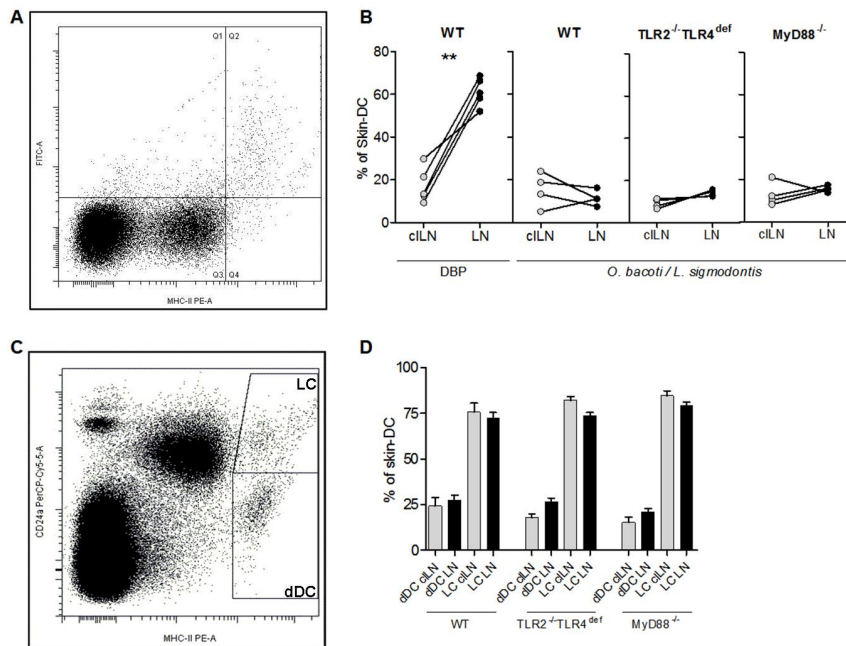 A
Q1 Q2
FITC-A
Q3 Q4
MHC-II PE-A
B
WT
**
WT
TLR2-/-TLR4def
MyD88-/-
80
60
40
20
0
% of Skin-DC
cILN LN cILN LN cILN LN cILN LN
DBP
O. bacoti / L. sigmodontis
C
LC
dDC
CD24a PerCP-Cy5-5-A
MHC-II PE-A
D
100
75
50
25
0
% of skin-DC
dDC cILN
dDC LN
LC cILN
LC LN
dDC cILN
dDC LN
LC cILN
LC LN
dDC cILN
dDC LN
LC cILN
LC LN
WT
TLR2-/-TLR4def
MyD88-/-